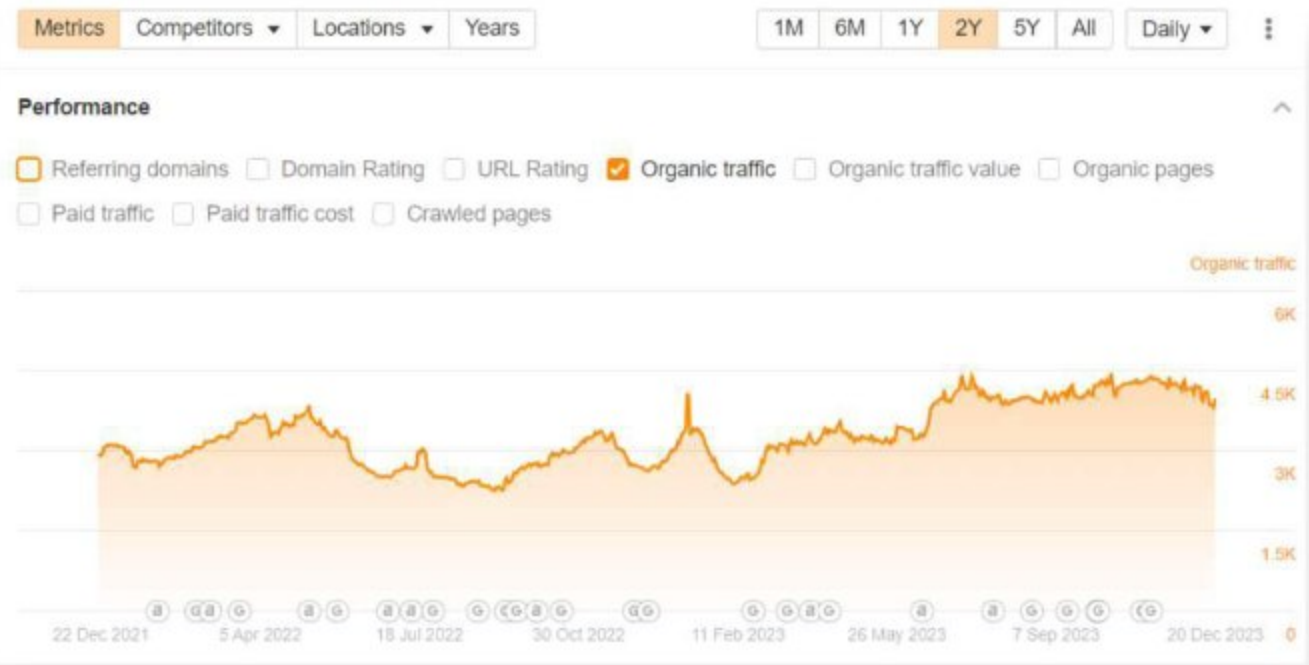 Metrics Competitors Locations Years 1M 6M 1Y 2Y 5Y All Daily
Performance
Referring domains Domain Rating URL Rating Organic traffic Organic traffic value Organic pages
Paid traffic Paid traffic cost Crawled pages
Organic traffic
6K
4.5K
3K
1.5K
a G a G a G a a G G G G a G G G G G a G a a G G G G G
22 Dec 2021 5 Apr 2022 18 Jul 2022 30 Oct 2022 11 Feb 2023 26 May 2023 7 Sep 2023 20 Dec 2023 0